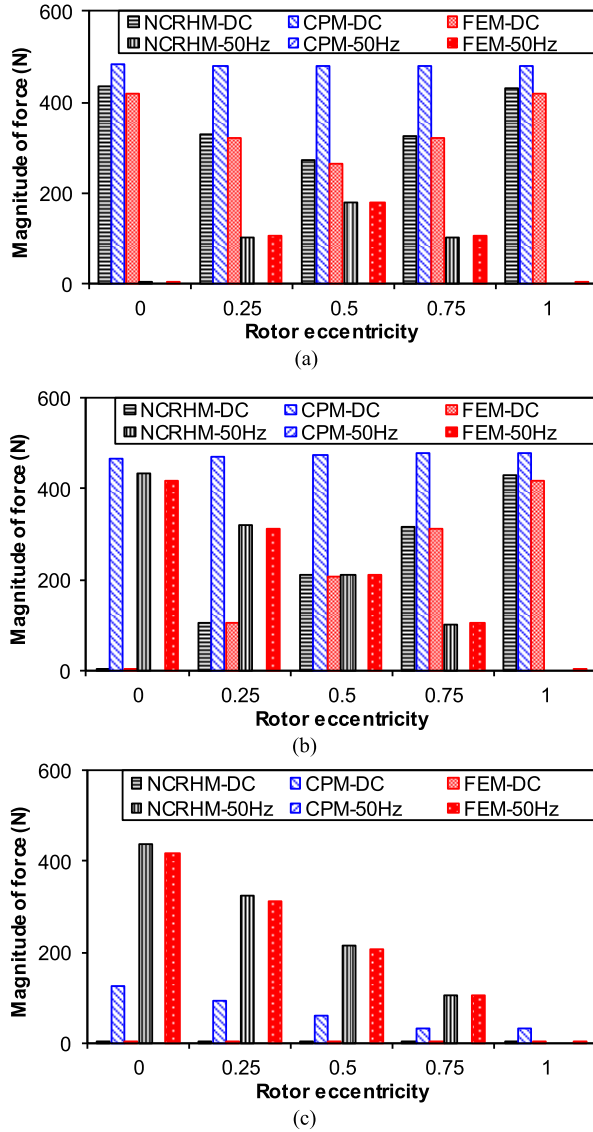 600
NCRHM-DC CPM-DC FEM-DC
NCRHM-50Hz CPM-50Hz FEM-50Hz
400
200
0
Magnitude of force (N)
0 0.25 0.5 0.75 1
Rotor eccentricity
(a)
600
NCRHM-DC CPM-DC FEM-DC
NCRHM-50Hz CPM-50Hz FEM-50Hz
400
200
0
Magnitude of force (N)
0 0.25 0.5 0.75 1
Rotor eccentricity
(b)
600
NCRHM-DC CPM-DC FEM-DC
NCRHM-50Hz CPM-50Hz FEM-50Hz
400
200
0
Magnitude of force (N)
0 0.25 0.5 0.75 1
Rotor eccentricity
(c)